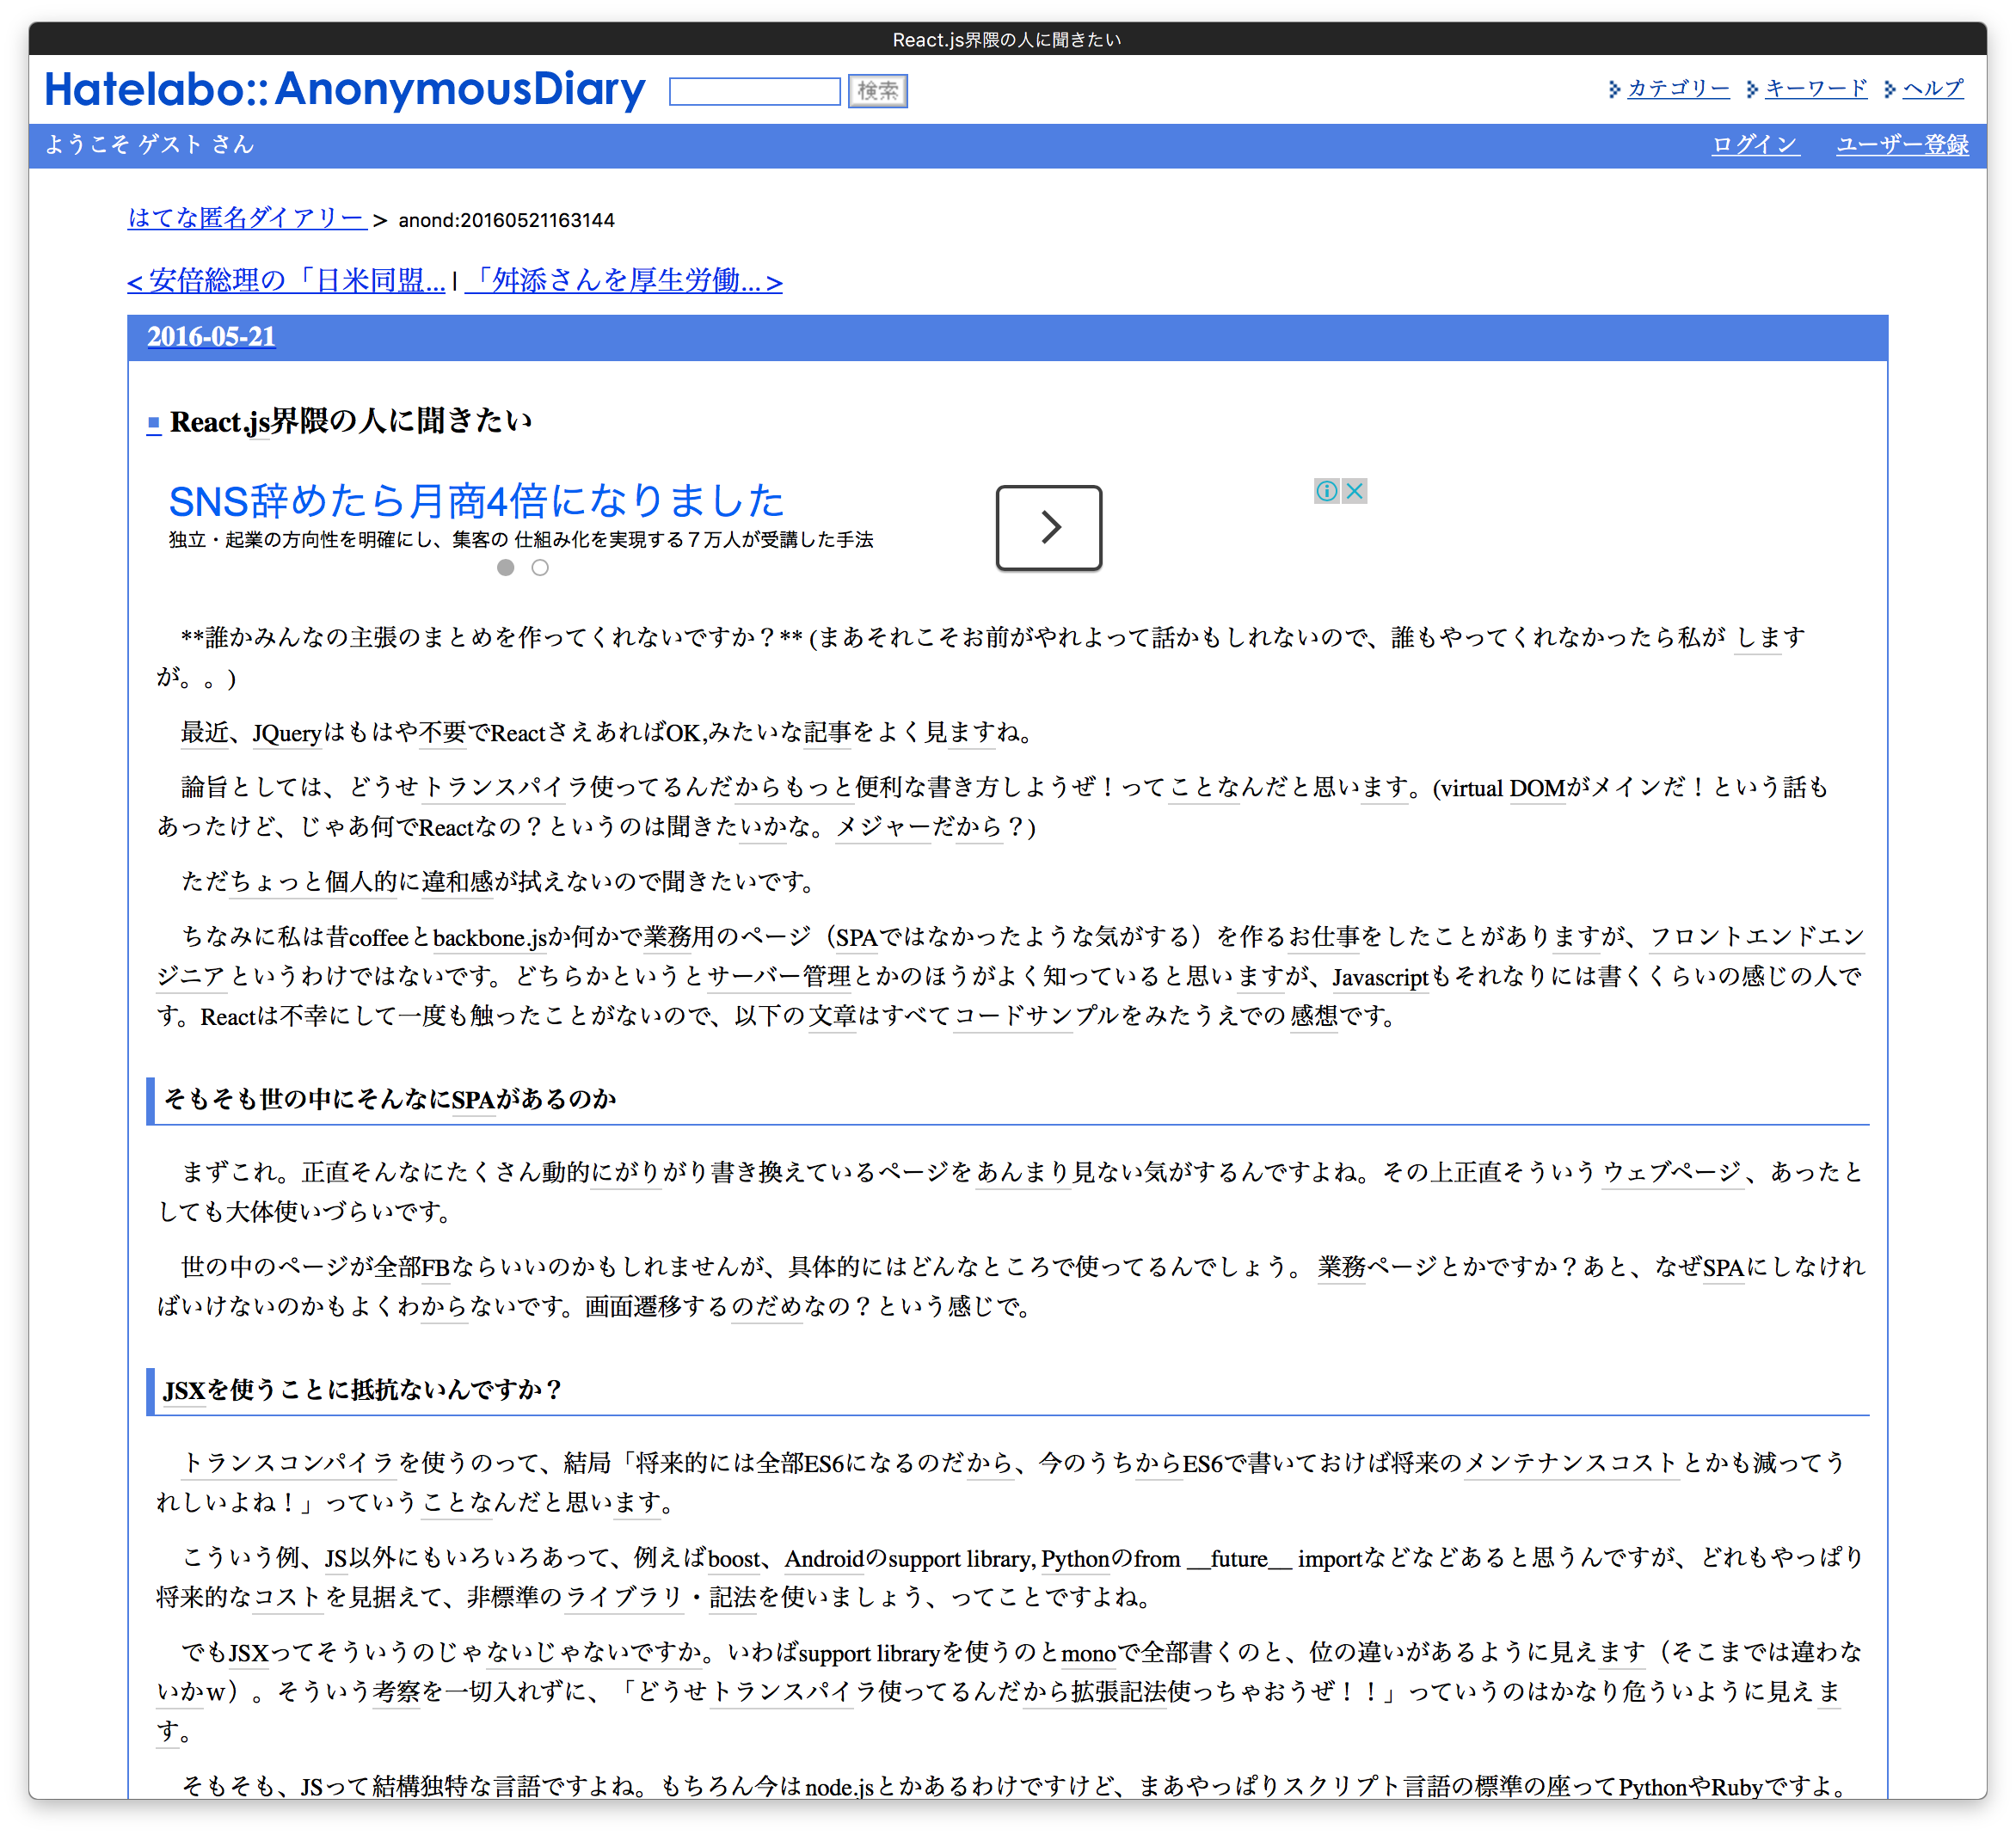 React.js界隈の人に聞きたい
Hatelabo::AnonymousDiary
検索
カテゴリー キーワード ヘルプ
ようこそ ゲスト さん
ログイン ユーザー登録
はてな匿名ダイアリー > anond:20160521163144
< 安倍総理の「日米同盟... | 「舛添さんを厚生労働... >
2016-05-21
■ React.js界隈の人に聞きたい
SNS辞めたら月商4倍になりました
独立・起業の方向性を明確にし、集客の 仕組み化を実現する７万人が受講した手法
**誰かみんなの主張のまとめを作ってくれないですか？** (まあそれこそお前がやれよって話かもしれないので、誰もやってくれなかったら私が します
が。。)
最近、JQueryはもはや不要でReactさえあればOK,みたいな記事をよく見ますね。
論旨としては、どうせトランスパイラ使ってるんだからもっと便利な書き方しようぜ！ってことなんだと思います。(virtual DOMがメインだ！という話も
あったけど、じゃあ何でReactなの？というのは聞きたいかな。メジャーだから？)
ただちょっと個人的に違和感が拭えないので聞きたいです。
ちなみに私は昔coffeeとbackbone.jsか何かで業務用のページ（SPAではなかったような気がする）を作るお仕事をしたことがありますが、フロントエンドエン
ジニアというわけではないです。どちらかというとサーバー管理とかのほうがよく知っていると思いますが、Javascriptもそれなりには書くくらいの感じの人で
す。Reactは不幸にして一度も触ったことがないので、以下の文章はすべてコードサンプルをみたうえでの感想です。
そもそも世の中にそんなにSPAがあるのか
まずこれ。正直そんなにたくさん動的にがりがり書き換えているページをあんまり見ない気がするんですよね。その上正直そういうウェブページ、あったと
しても大体使いづらいです。
世の中のページが全部FBならいいのかもしれませんが、具体的にはどんなところで使ってるんでしょう。業務ページとかですか？あと、なぜSPAにしなけれ
ばいけないのかもよくわからないです。画面遷移するのだめなの？という感じで。
JSXを使うことに抵抗ないんですか？
トランスコンパイラを使うのって、結局「将来的には全部ES6になるのだから、今のうちからES6で書いておけば将来のメンテナンスコストとかも減ってう
れしいよね！」っていうことなんだと思います。
こういう例、JS以外にもいろいろあって、例えばboost、Androidのsupport library, Pythonのfrom __future__ importなどなどあると思うんですが、どれもやっぱり
将来的なコストを見据えて、非標準のライブラリ・記法を使いましょう、ってことですよね。
でもJSXってそういうのじゃないじゃないですか。いわばsupport libraryを使うのとmonoで全部書くのと、位の違いがあるように見えます（そこまでは違わな
いかｗ）。そういう考察を一切入れずに、「どうせトランスパイラ使ってるんだから拡張記法使っちゃおうぜ！！」っていうのはかなり危ういように見えま
す。
そもそも、JSって結構独特な言語ですよね。もちろん今はnode.jsとかあるわけですけど、まあやっぱりスクリプト言語の標準の座ってPythonやRubyですよ。